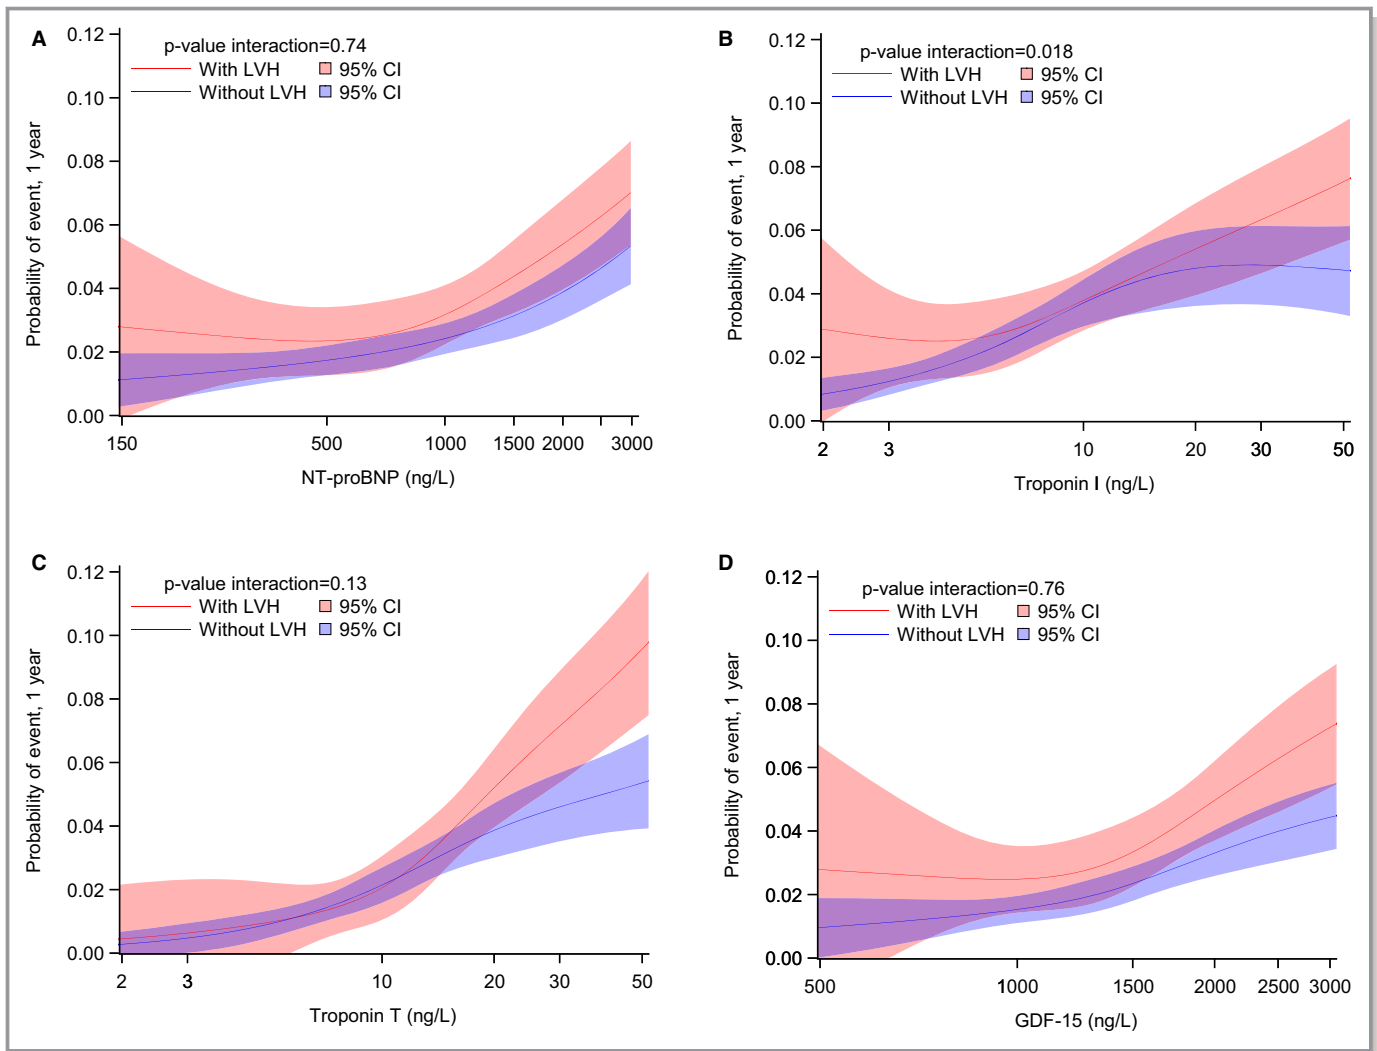 A
p-value interaction=0.74
With LVH 95% CI
Without LVH 95% CI
0.12
0.10
0.08
0.06
0.04
0.02
0.00
Probability of event, 1 year
150 500 1000 1500 2000 3000
NT-proBNP (ng/L)
B
p-value interaction=0.018
With LVH 95% CI
Without LVH 95% CI
0.12
0.10
0.08
0.06
0.04
0.02
0.00
Probability of event, 1 year
2 3 10 20 30 50
Troponin I (ng/L)
C
p-value interaction=0.13
With LVH 95% CI
Without LVH 95% CI
0.12
0.10
0.08
0.06
0.04
0.02
0.00
Probability of event, 1 year
2 3 10 20 30 50
Troponin T (ng/L)
D
p-value interaction=0.76
With LVH 95% CI
Without LVH 95% CI
0.12
0.10
0.08
0.06
0.04
0.02
0.00
Probability of event, 1 year
500 1000 1500 2000 2500 3000
GDF-15 (ng/L)